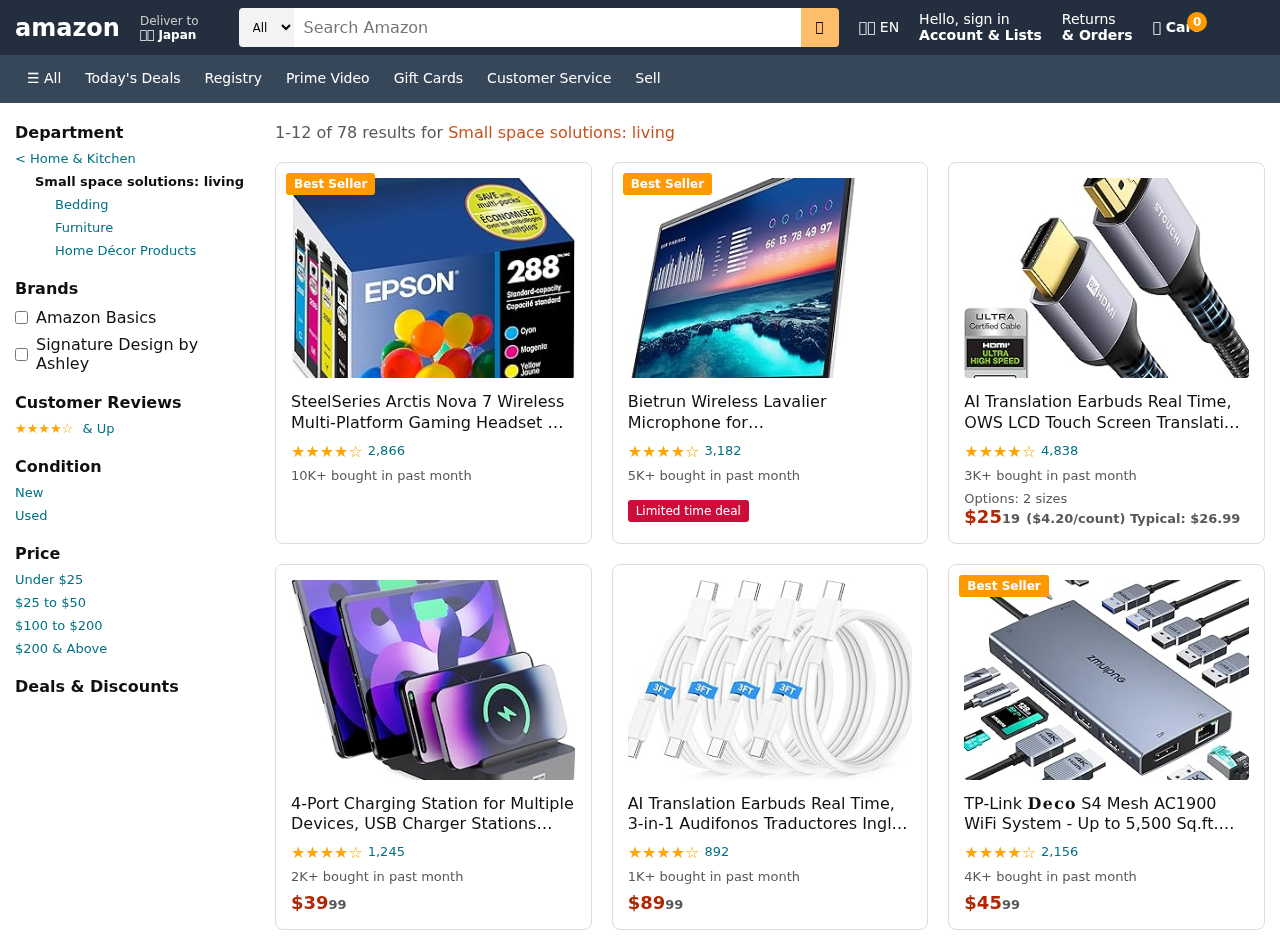 amazon
Deliver to
Japan
All
Search Amazon
EN
Hello, sign in
Account & Lists
Returns
& Orders
0
☰ All
Today's Deals
Registry
Prime Video
Gift Cards
Customer Service
Sell
Department
< Home & Kitchen
Small space solutions: living
Bedding
Furniture
Home Décor Products
Brands
Amazon Basics
Signature Design by
Ashley
Customer Reviews
★★★★☆ & Up
Condition
New
Used
Price
Under $25
$25 to $50
$100 to $200
$200 & Above
Deals & Discounts
1-12 of 78 results for Small space solutions: living
Best Seller
SAVE with
multi-packs
ÉCONOMISEZ
avec les emballages
multiples
EPSON
288
Standard-capacity
Capacité standard
Cyan
Magenta
Yellow
Jaune
SteelSeries Arctis Nova 7 Wireless
Multi-Platform Gaming Headset …
★★★★☆ 2,866
10K+ bought in past month
Best Seller
66 13 78 49 97
Bietrun Wireless Lavalier
Microphone for…
★★★★☆ 3,182
5K+ bought in past month
Limited time deal
STOUCHI
HDMI
ULTRA
Certified Cable
HDMI
ULTRA
HIGH SPEED
AI Translation Earbuds Real Time,
OWS LCD Touch Screen Translati…
★★★★☆ 4,838
3K+ bought in past month
Options: 2 sizes
$25 19 ($4.20/count) Typical: $26.99
4-Port Charging Station for Multiple
Devices, USB Charger Stations…
★★★★☆ 1,245
2K+ bought in past month
$39 99
3FT
3FT
3FT
3FT
AI Translation Earbuds Real Time,
3-in-1 Audifonos Traductores Ingl…
★★★★☆ 892
1K+ bought in past month
$89 99
Best Seller
ZMUIPNG
5Gbps
128
4K
HDMI
4K
HDMI
TP-Link 𝐃𝐞𝐜𝐨 S4 Mesh AC1900
WiFi System - Up to 5,500 Sq.ft.…
★★★★☆ 2,156
4K+ bought in past month
$45 99